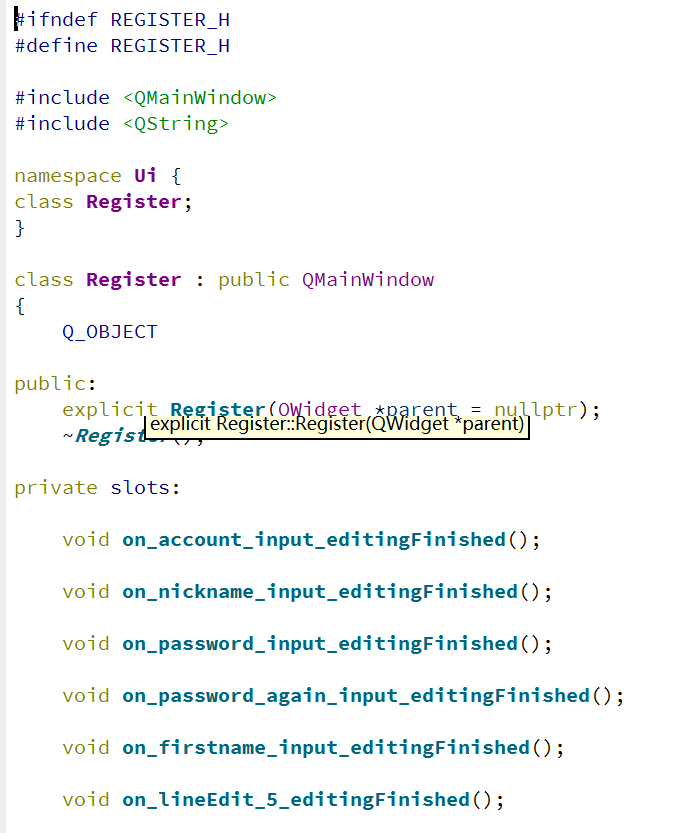 #ifndef REGISTER_H
#define REGISTER_H
#include <QMainWindow>
#include <QString>
namespace Ui {
class Register;
}
class Register : public QMainWindow
{
Q_OBJECT
public:
explicit Register(QWidget *parent = nullptr);
explicit Register::Register(QWidget *parent)
~Register();
private slots:
void on_account_input_editingFinished();
void on_nickname_input_editingFinished();
void on_password_input_editingFinished();
void on_password_again_input_editingFinished();
void on_firstname_input_editingFinished();
void on_lineEdit_5_editingFinished();